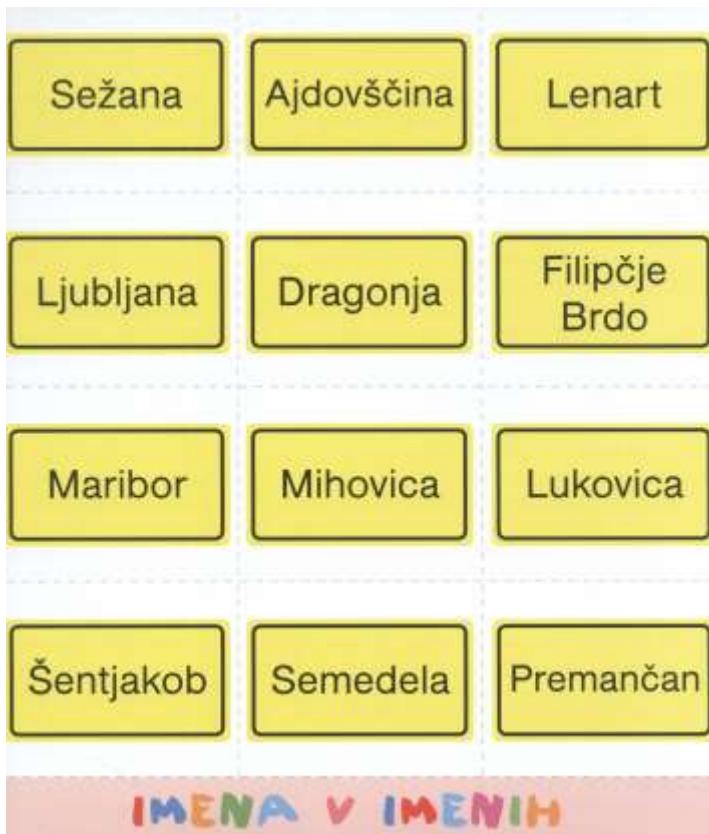 Sežana
Ajdovščina
Lenart
Ljubljana
Dragonja
Filipčje
Brdo
Maribor
Mihovica
Lukovica
Šentjakob
Semedela
Premančan
IMENA V IMENIH